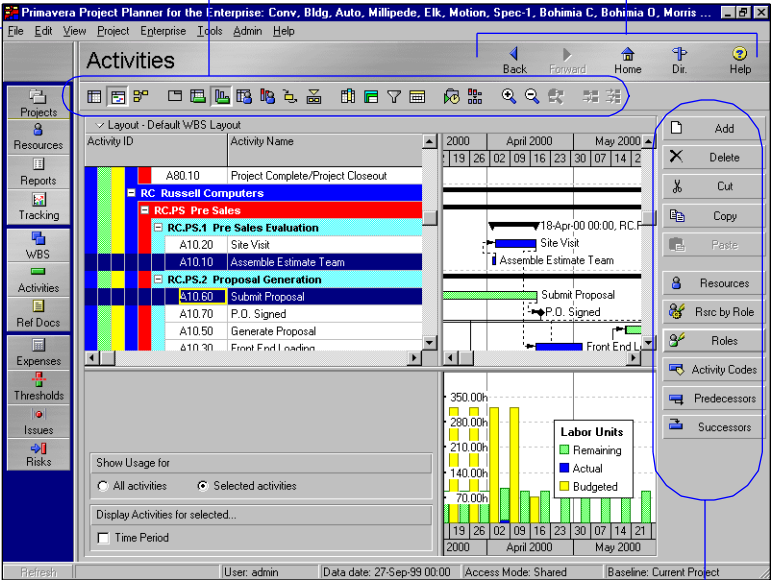 Primavera Project Planner for the Enterprise: Conv, Bldg, Auto, Millipede, Elk, Motion, Spec-1, Bohimia C, Bohimia O, Morris ...
File Edit View Project Enterprise Tools Admin Help
Activities
Back Forward Home Dir. Help
Projects
Resources
Reports
Tracking
WBS
Activities
Ref Docs
Expenses
Thresholds
Issues
Risks
Layout - Default WBS Layout
Activity ID Activity Name
2000 April 2000 May 2000
19 26 02 09 16 23 30 07 14 2
A80.10 Project Complete/Project Closeout
RC Russell Computers
RC.PS Pre Sales
RC.PS.1 Pre Sales Evaluation
18-Apr-00 00:00, RC.F
A10.20 Site Visit
Site Visit
A10.10 Assemble Estimate Team
Assemble Estimate Team
RC.PS.2 Proposal Generation
A10.60 Submit Proposal
Submit Proposal
A10.70 P.O. Signed
P.O. Signed
A10.50 Generate Proposal
A10.30 Front End Loading
Front End L
Add
Delete
Cut
Copy
Paste
Resources
Rsrc by Role
Roles
Activity Codes
Predecessors
Successors
Show Usage for
All activities Selected activities
Display Activities for selected...
Time Period
350.00h
280.00h
210.00h
140.00h
70.00h
Labor Units
Remaining
Actual
Budgeted
19 26 02 09 16 23 30 07 14 21
2000 April 2000 May 2000
Refresh User: admin Data date: 27-Sep-99 00:00 Access Mode: Shared Baseline: Current Project